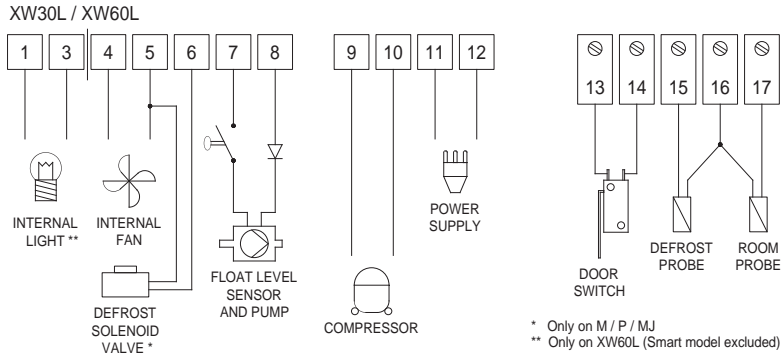 XW30L / XW60L
1 3 4 5 6 7 8 9 10 11 12 13 14 15 16 17
INTERNAL
LIGHT **
INTERNAL
FAN
DEFROST
SOLENOID
VALVE *
FLOAT LEVEL
SENSOR
AND PUMP
COMPRESSOR
POWER
SUPPLY
DOOR
SWITCH
DEFROST
PROBE
ROOM
PROBE
* Only on M / P / MJ
** Only on XW60L (Smart model excluded)